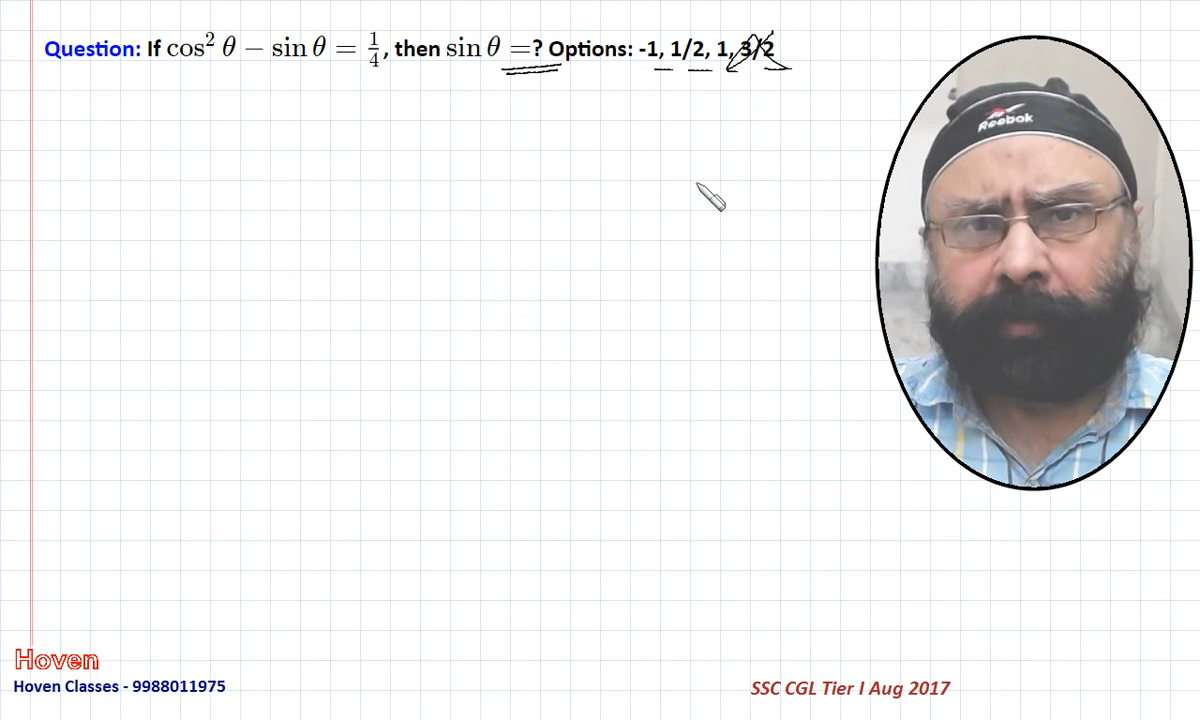 Question: If cos² θ − sin θ = 1/4, then sin θ =? Options: -1, 1/2, 1, 3/2
Reebok
Hoven
Hoven Classes - 9988011975
SSC CGL Tier I Aug 2017